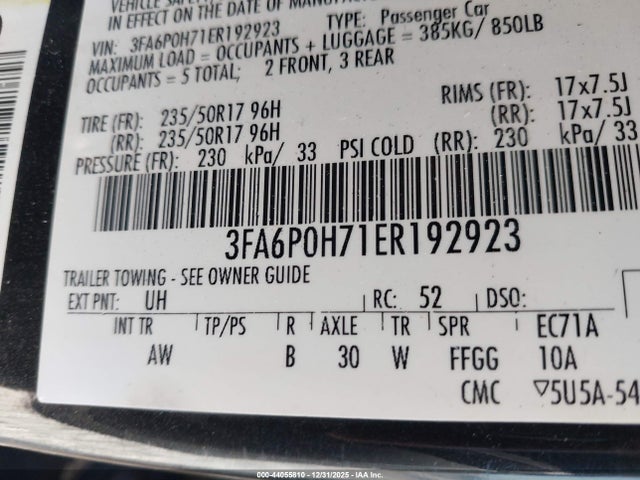 VEHICLE SAFETY
IN EFFECT ON THE DATE OF MANUFAC
VIN: 3FA6P0H71ER192923 TYPE: Passenger Car
MAXIMUM LOAD = OCCUPANTS + LUGGAGE = 385KG/ 850LB
OCCUPANTS = 5 TOTAL; 2 FRONT, 3 REAR
TIRE (FR): 235/50R17 96H RIMS (FR): 17x7.5J
(RR): 235/50R17 96H (RR): 17x7.5J
PRESSURE (FR): 230 kPa/ 33 PSI COLD (RR): 230 kPa/ 33
3FA6P0H71ER192923
TRAILER TOWING - SEE OWNER GUIDE
EXT PNT: UH RC: 52 DSO:
INT TR TP/PS R AXLE TR SPR EC71A
AW B 30 W FFGG 10A
CMC ▽5U5A-54
000-44055810 - 12/31/2025 - IAA Inc.